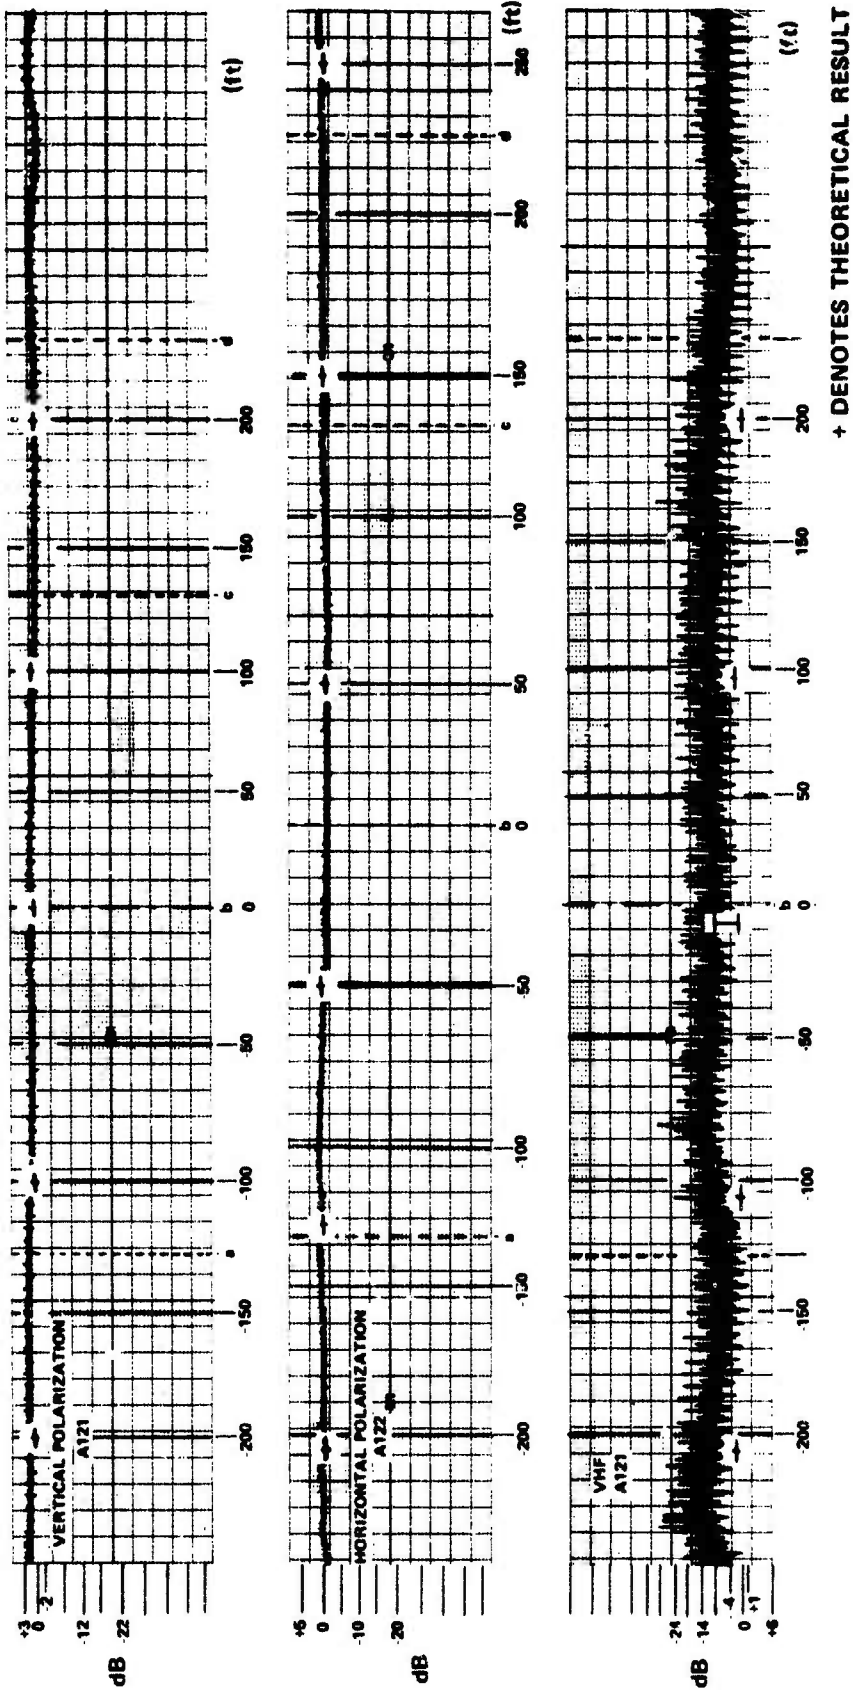 VERTICAL POLARIZATION
A121
+3
0
-2
-12
-22
dB
-200 -150 a -100 -50 b 0 50 100 c 150 200 d (ft)
HORIZONTAL POLARIZATION
A122
0
-10
-20
dB
-200 a -100 -50 b 0 50 100 c 150 200 d 250 (ft)
VHF
A121
-24
-14
-4
0
+1
+6
dB
-200 -150 -100 -50 b 0 50 100 150 200 (ft)
+ DENOTES THEORETICAL RESULT